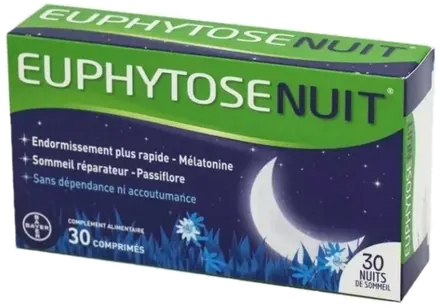 EUPHYTOSENUIT®
EUPHYTOSENUIT®
Endormissement plus rapide - Mélatonine
Sommeil réparateur - Passiflore
Sans dépendance ni accoutumance
COMPLÉMENT ALIMENTAIRE
30 COMPRIMÉS
BAYER
30
NUITS
DE SOMMEIL